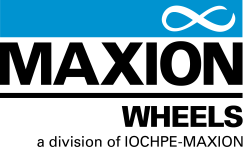 MAXION
WHEELS
a division of IOCHPE-MAXION